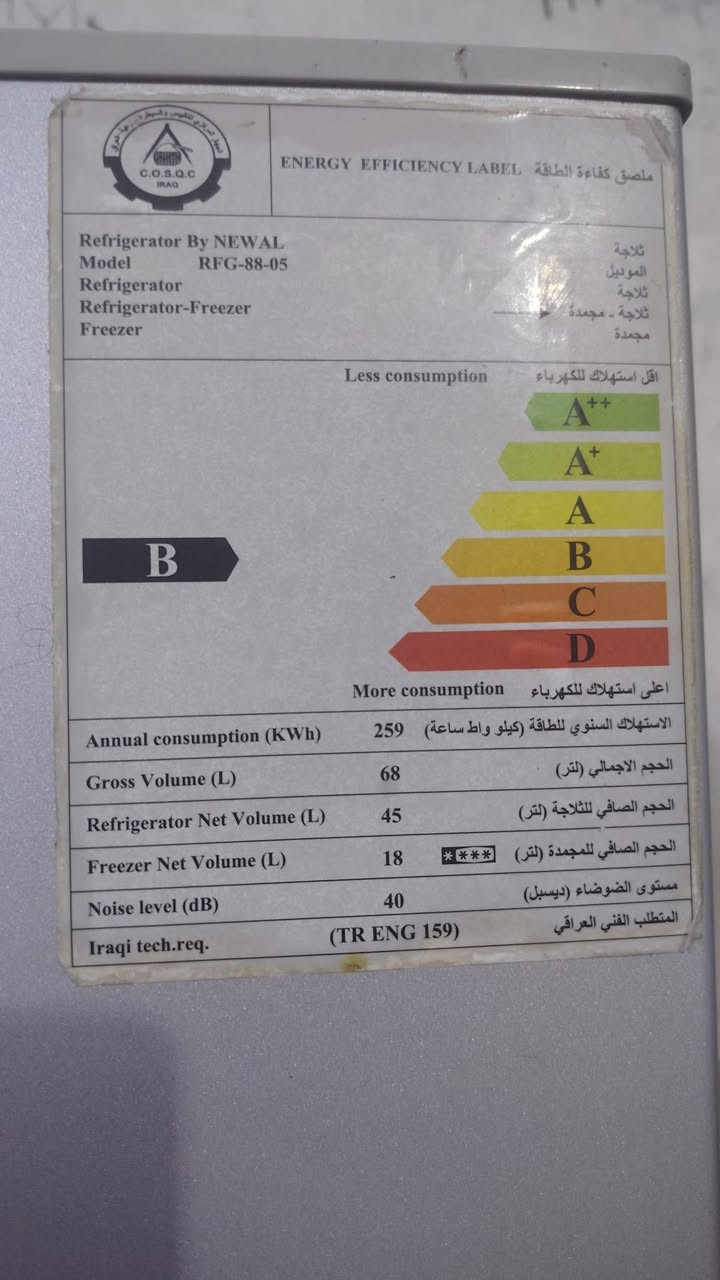 C.O.S.Q.C
IRAQ
ENERGY EFFICIENCY LABEL ملصق كفاءة الطاقة
Refrigerator By NEWAL ثلاجة
Model RFG-88-05 الموديل
Refrigerator ثلاجة
Refrigerator-Freezer ثلاجة - مجمدة
Freezer مجمدة
Less consumption اقل استهلاك للكهرباء
A++
A+
A
B B
C
D
More consumption اعلى استهلاك للكهرباء
Annual consumption (KWh) 259 الاستهلاك السنوي للطاقة (كيلو واط ساعة)
Gross Volume (L) 68 الحجم الاجمالي (لتر)
Refrigerator Net Volume (L) 45 الحجم الصافي للثلاجة (لتر)
Freezer Net Volume (L) 18 **** الحجم الصافي للمجمدة (لتر)
Noise level (dB) 40 مستوى الضوضاء (ديسبل)
Iraqi tech.req. (TR ENG 159) المتطلب الفني العراقي